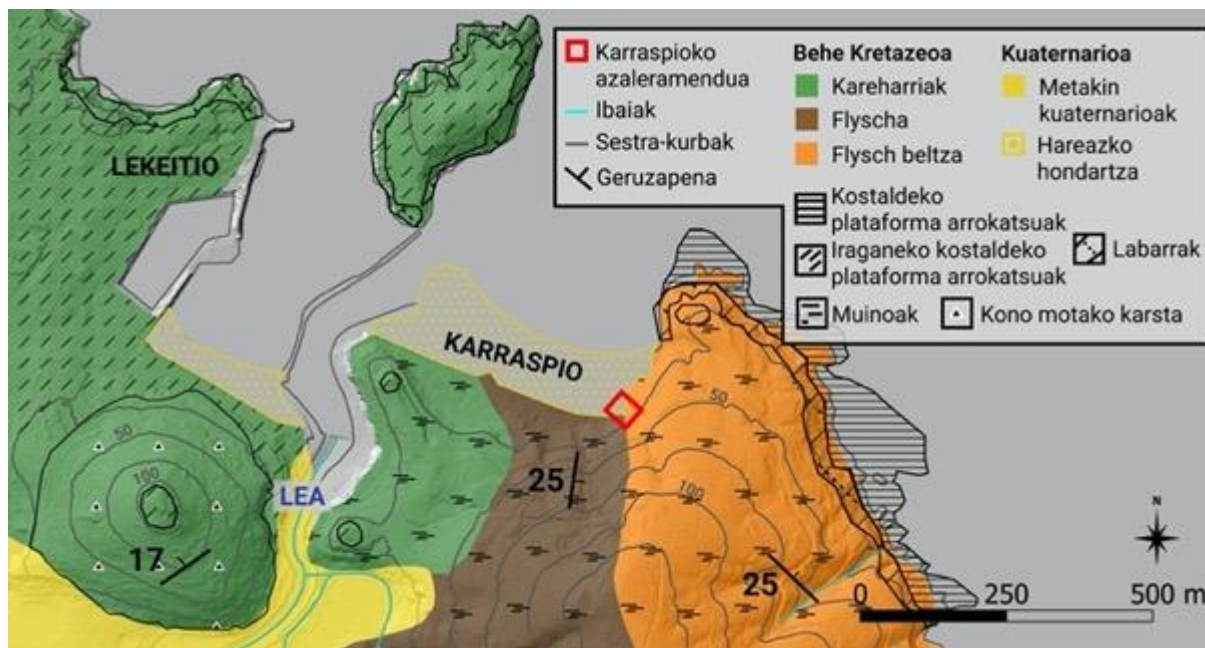 Karraspioko
azaleramendua
Ibaiak
Sestra-kurbak
Geruzapena
Behe Kretazeoa
Kareharriak
Flyscha
Flysch beltza
Kuaternarioa
Metakin
kuaternarioak
Hareazko
hondartza
Kostaldeko
plataforma arrokatsuak
Iraganeko kostaldeko
plataforma arrokatsuak
Labarrak
Muinoak
Kono motako karsta
LEKEITIO
KARRASPIO
50
50
100
100
25
LEA
17
25
N
0 250 500 m